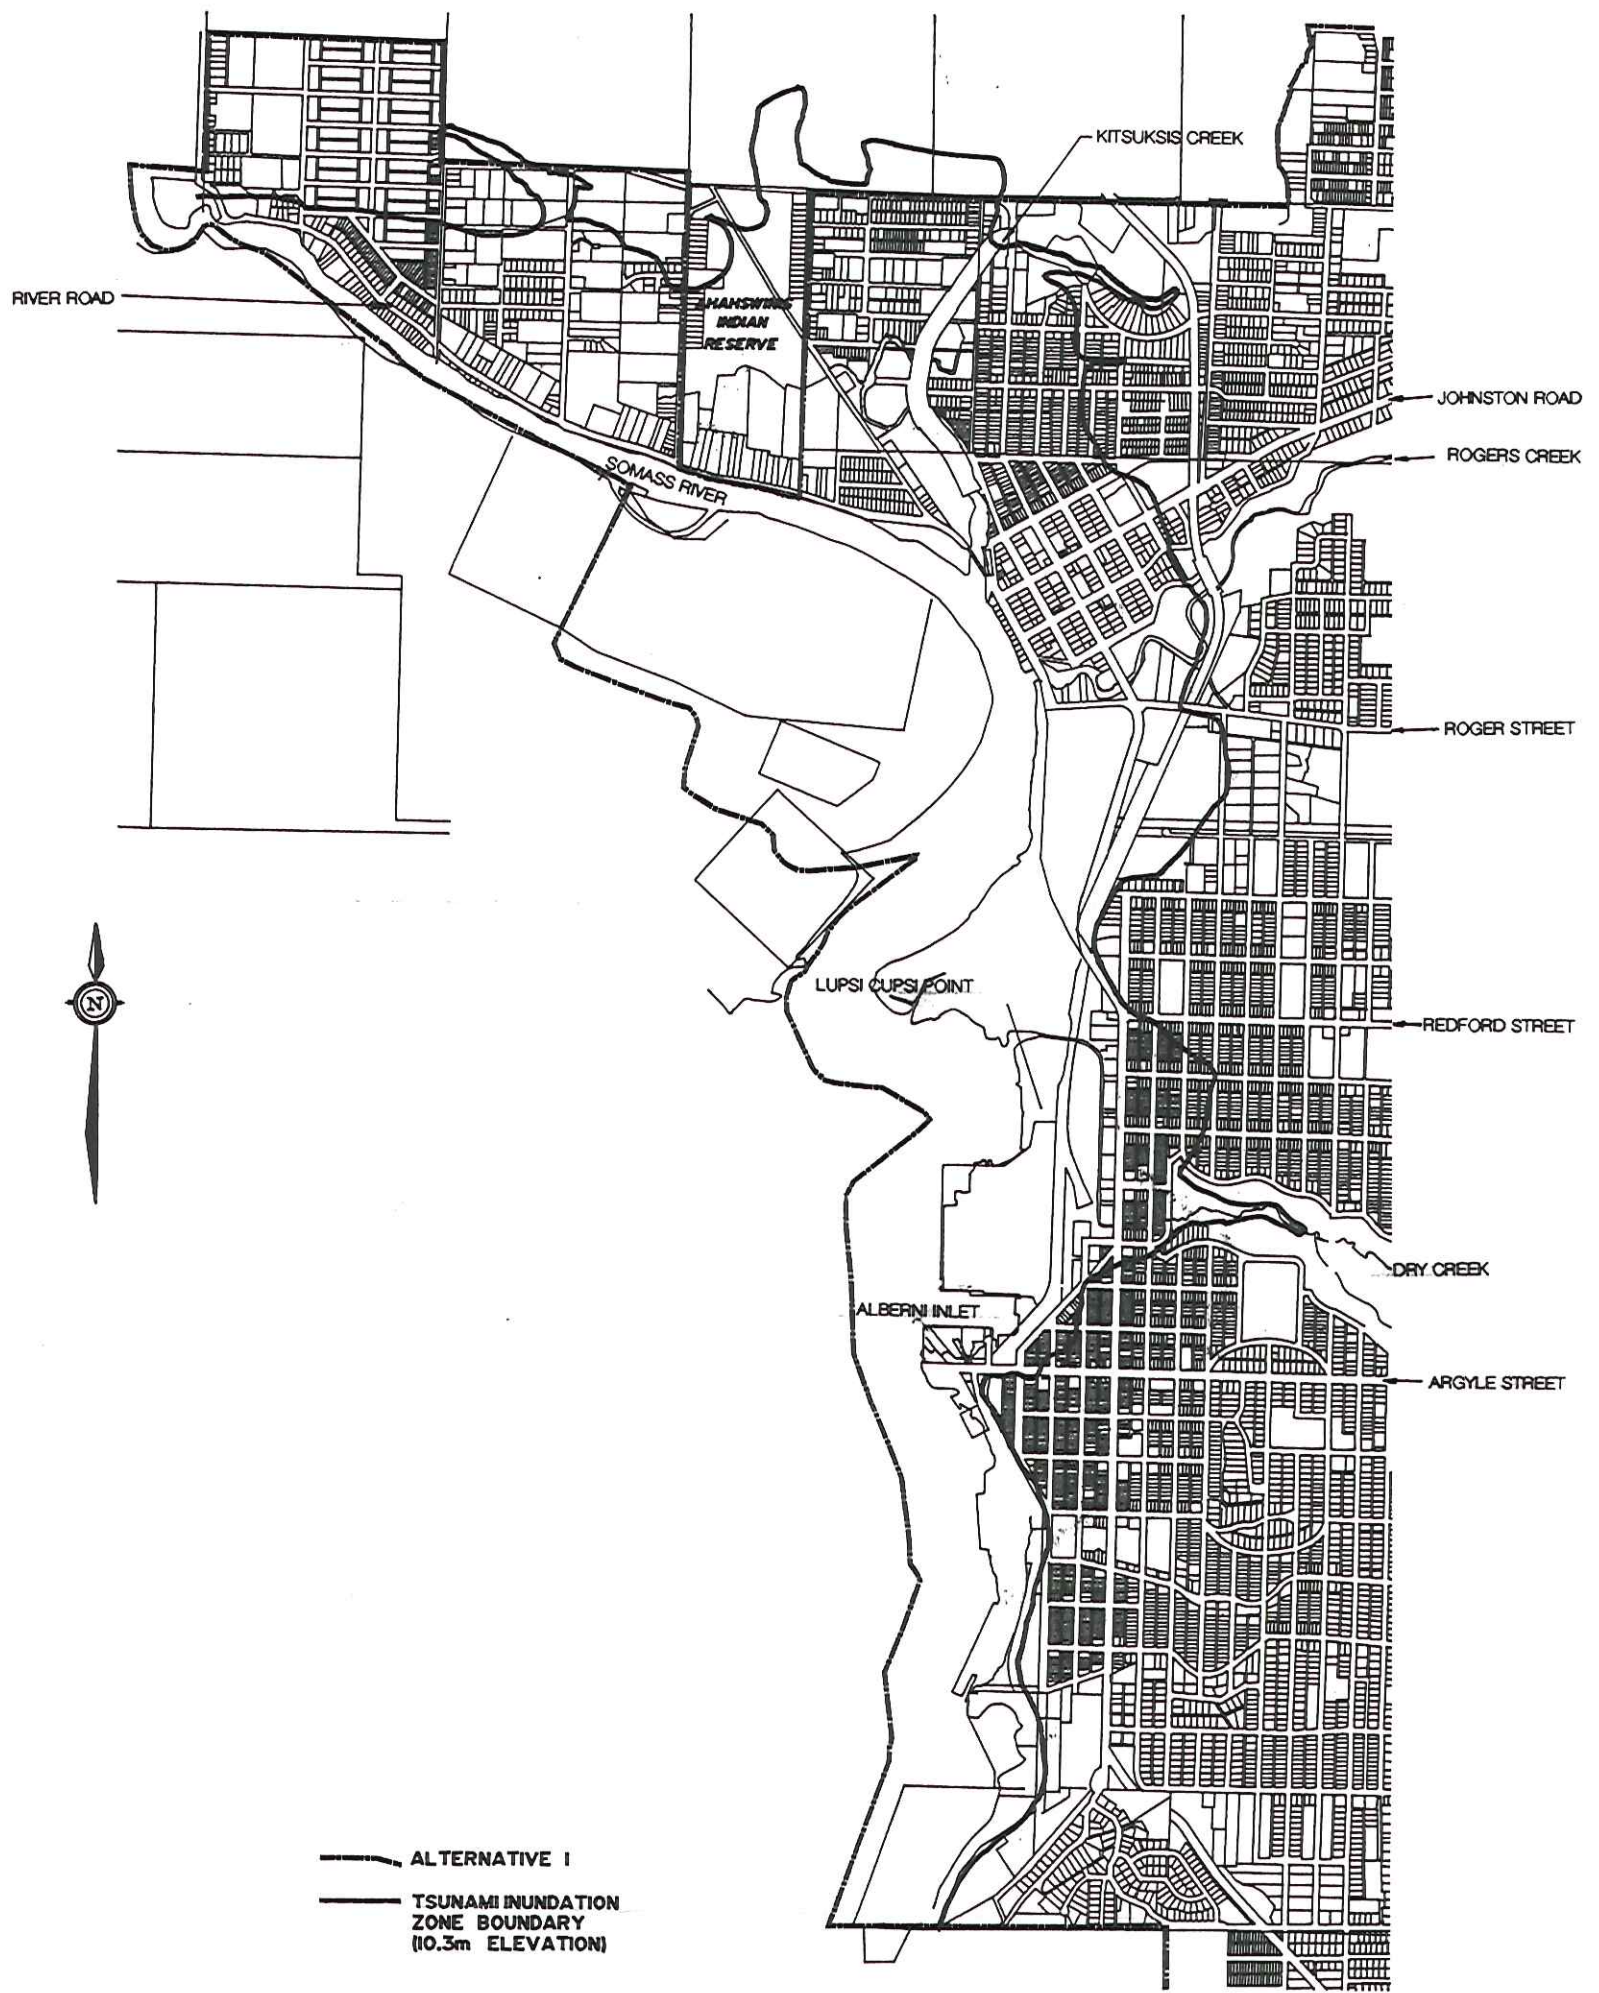 KITSUKSIS CREEK
RIVER ROAD
INDIAN
RESERVE
JOHNSTON ROAD
ROGERS CREEK
SOMASS RIVER
ROGER STREET
LUPSI CUPSI POINT
N
REDFORD STREET
DRY CREEK
ALBERNI INLET
ARGYLE STREET
ALTERNATIVE I
TSUNAMI INUNDATION
ZONE BOUNDARY
(10.3m ELEVATION)